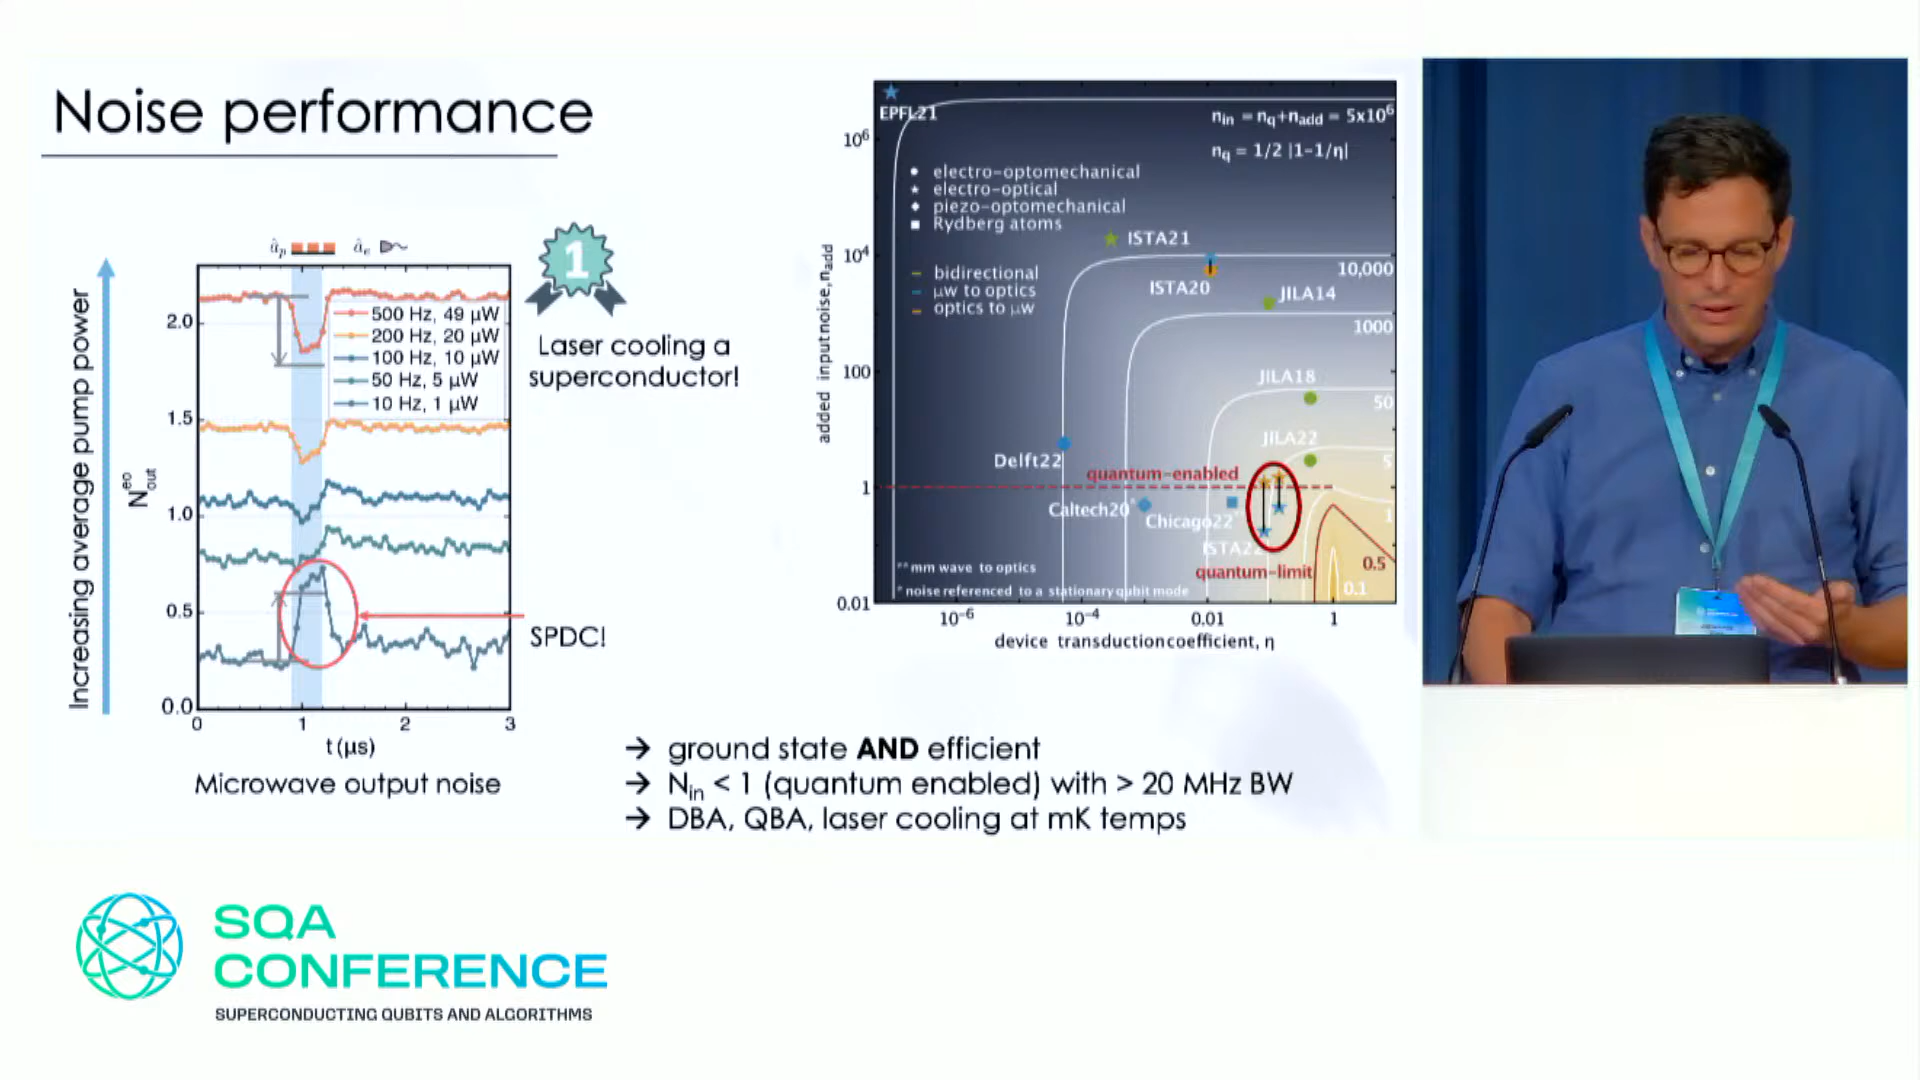 Noise performance
Increasing average pump power
2.0
1.5
1.0
0.5
0.0
0
1
2
3
t (μs)
500 Hz, 49 μW
200 Hz, 20 μW
100 Hz, 10 μW
50 Hz, 5 μW
10 Hz, 1 μW
Microwave output noise
1
Laser cooling a
superconductor!
SPDC!
EPFL21
n_in = n_q+n_add = 5x10⁶
n_q = 1/2 |1-1/η|
electro-optomechanical
electro-optical
piezo-optomechanical
Rydberg atoms
bidirectional
μw to optics
optics to μw
ISTA21
ISTA20
JILA14
JILA18
JILA22
Delft22
quantum-enabled
Caltech20*
Chicago22
ISTA22
quantum-limit
10,000
1000
50
5
1
0.5
0.1
** mm wave to optics
* noise referenced to a stationary qubit mode
added input noise, n_add
10⁶
10⁴
100
1
0.01
10⁻⁶
10⁻⁴
0.01
1
device transduction coefficient, η
→ ground state AND efficient
→ N_in < 1 (quantum enabled) with > 20 MHz BW
→ DBA, QBA, laser cooling at mK temps
SQA
CONFERENCE
SUPERCONDUCTING QUBITS AND ALGORITHMS